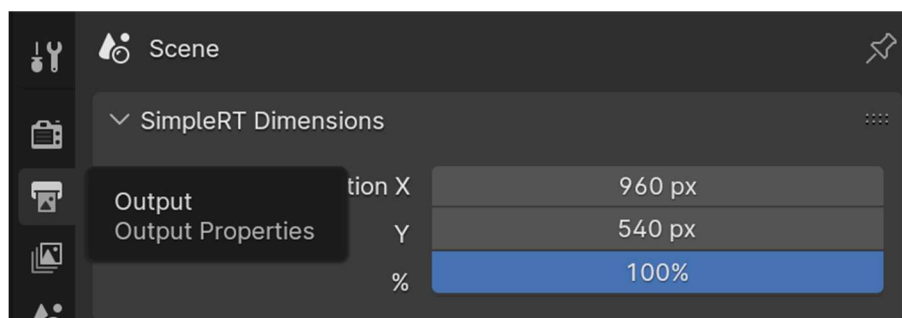 Scene
SimpleRT Dimensions
Output
Output Properties
tion X
960 px
Y
540 px
%
100%